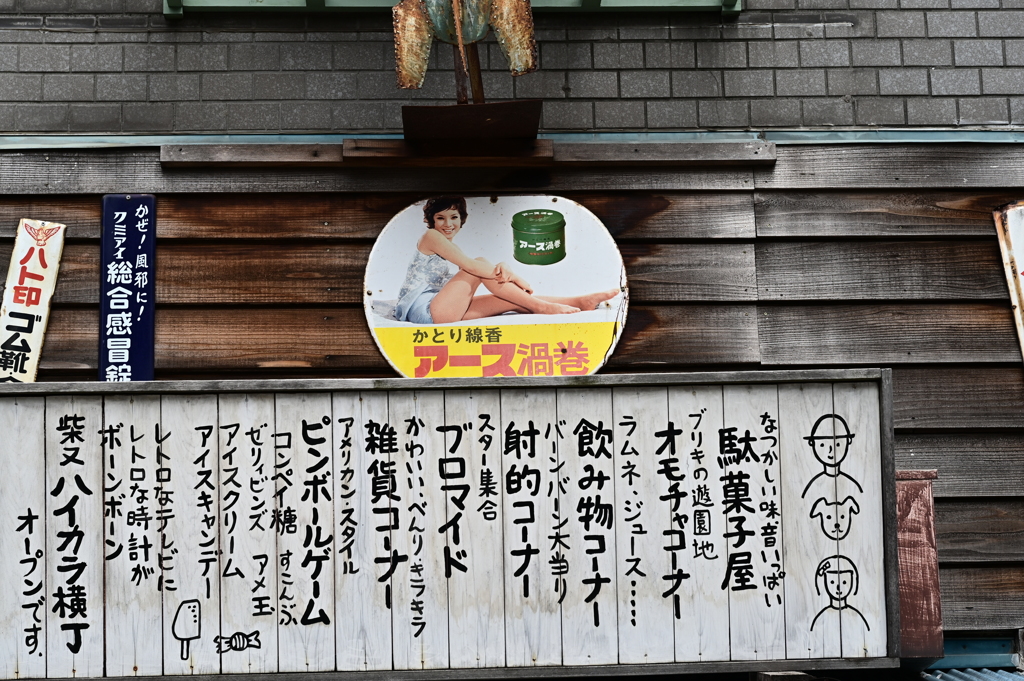 ハト印
ゴム靴
かぜ!風邪に!
クミアイ総合感冒錠
アース渦巻
かとり線香
アース渦巻
なつかしい味音いっぱい
駄菓子屋
ブリキの遊園地
オモチャコーナー
ラムネ・ジュース・・・・・
飲み物コーナー
バーンバーン大当り
射的コーナー
スター集合
ブロマイド
かわいい・べんり・キラキラ
雑貨コーナー
アメリカン・スタイル
ピンボールゲーム
コンペイ糖 すこんぶ
ゼリィビンズ アメ玉
アイスクリーム
アイスキャンデー
レトロなテレビに
レトロな時計が
ボーンボーン
柴又ハイカラ横丁
オープンです.